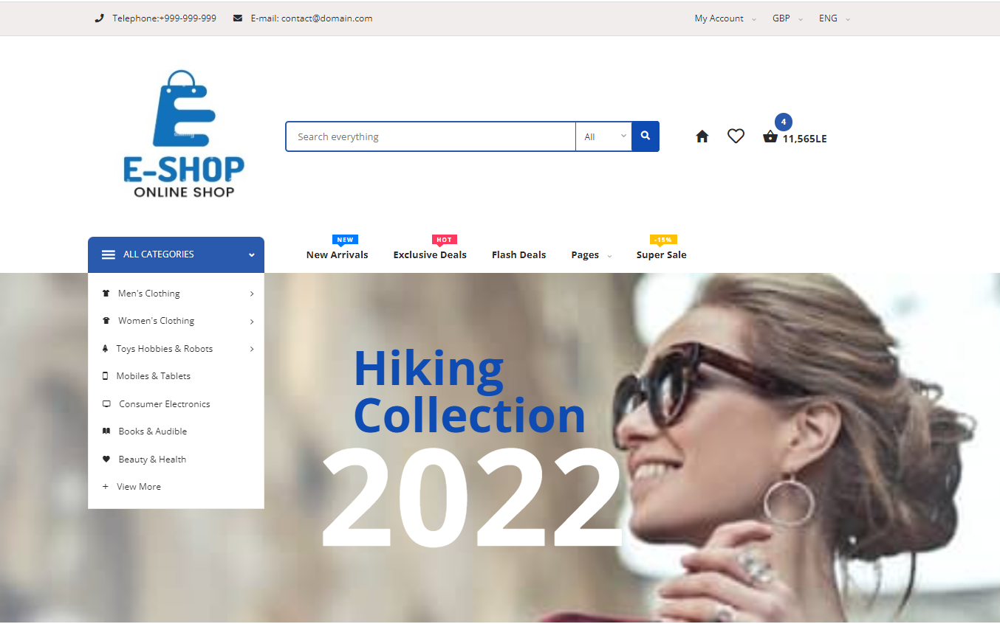 Telephone:+999-999-999
E-mail: contact@domain.com
My Account
GBP
ENG
E-SHOP
ONLINE SHOP
Search everything
All
4
11,565LE
ALL CATEGORIES
NEW
New Arrivals
HOT
Exclusive Deals
Flash Deals
Pages
-15%
Super Sale
Men's Clothing
Women's Clothing
Toys Hobbies & Robots
Mobiles & Tablets
Consumer Electronics
Books & Audible
Beauty & Health
+ View More
Hiking
Collection
2022